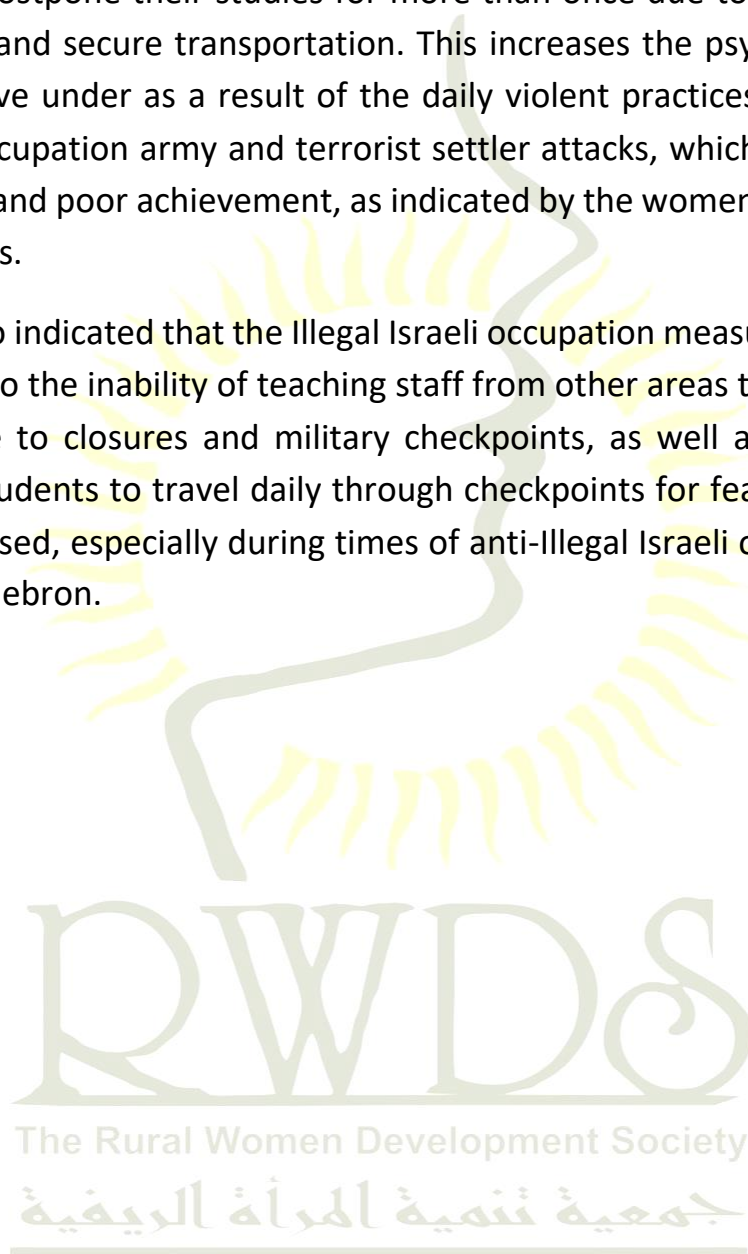 ostpone their studies for more than once due to
and secure transportation. This increases the psy
ve under as a result of the daily violent practices
ccupation army and terrorist settler attacks, which
and poor achievement, as indicated by the women
s.
o indicated that the Illegal Israeli occupation measu
o the inability of teaching staff from other areas t
e to closures and military checkpoints, as well a
udents to travel daily through checkpoints for fea
sed, especially during times of anti-Illegal Israeli
ebron.
RWDS
The Rural Women Development Society
جمعية تنمية المرأة الريفية